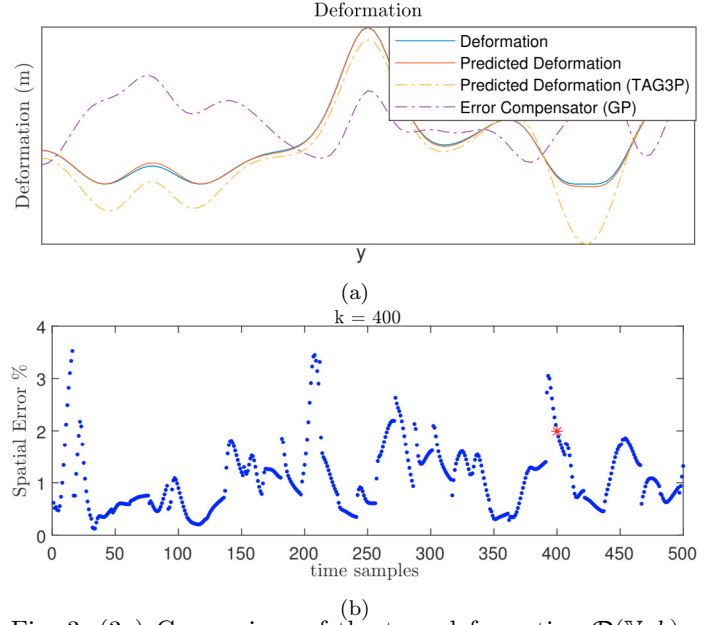 Deformation
Deformation (m)
Deformation
Predicted Deformation
Predicted Deformation (TAG3P)
Error Compensator (GP)
y
(a)
k = 400
Spatial Error %
4
3
2
1
0
0 50 100 150 200 250 300 350 400 450 500
time samples
(b)